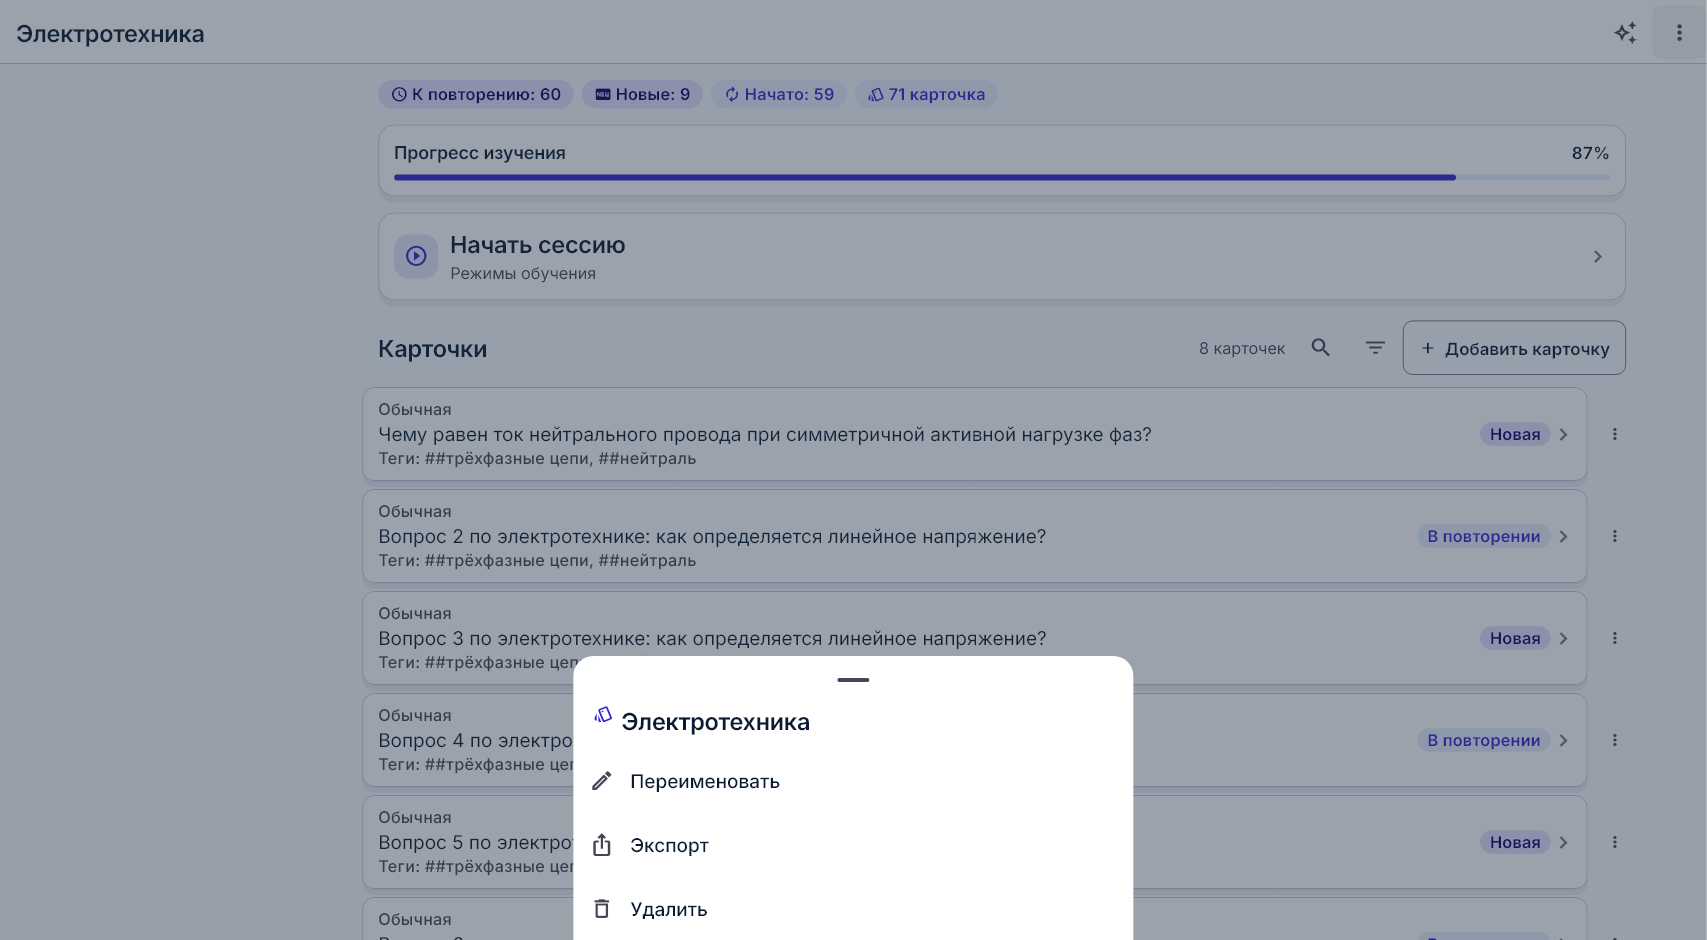 Электротехника
К повторению: 60
NEW Новые: 9
Начато: 59
71 карточка
Прогресс изучения
87%
Начать сессию
Режимы обучения
Карточки
8 карточек
+ Добавить карточку
Обычная
Чему равен ток нейтрального провода при симметричной активной нагрузке фаз?
Теги: ##трёхфазные цепи, ##нейтраль
Новая
Обычная
Вопрос 2 по электротехнике: как определяется линейное напряжение?
Теги: ##трёхфазные цепи, ##нейтраль
В повторении
Обычная
Вопрос 3 по электротехнике: как определяется линейное напряжение?
Теги: ##трёхфазные
Новая
Обычная
Вопрос 4 по
Теги: ##трёхфазные
В повторении
Обычная
Вопрос 5 по
Теги: ##трёхфазные
Новая
Обычная
Электротехника
Переименовать
Экспорт
Удалить